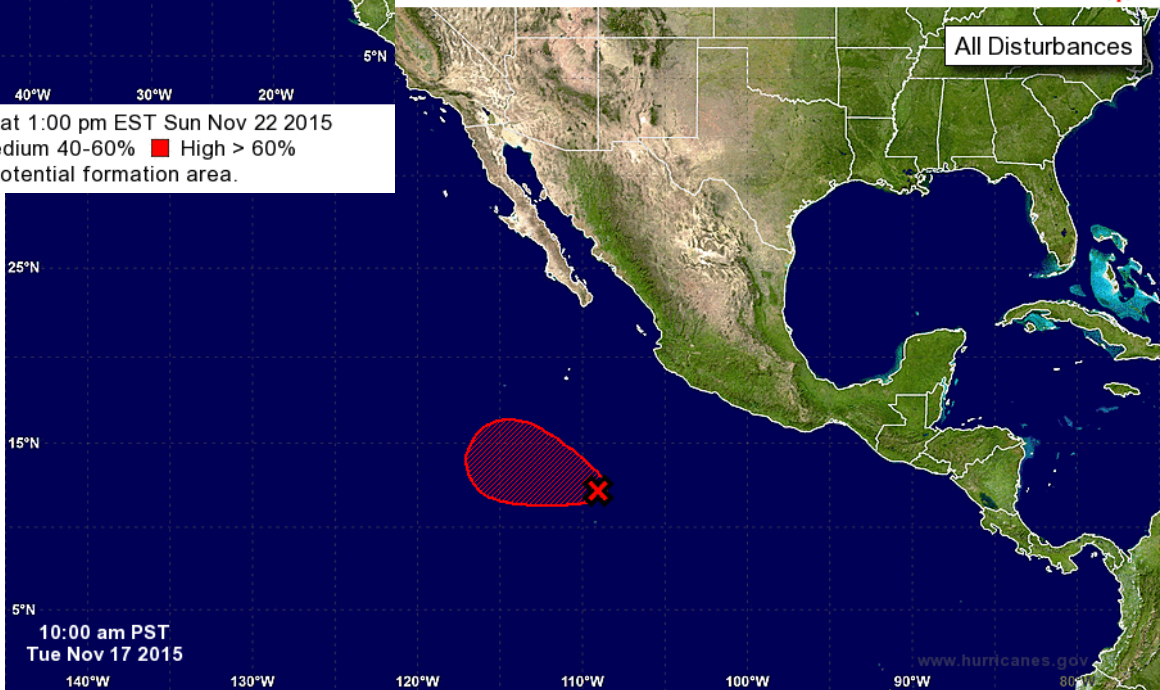 5°N
All Disturbances
40°W 30°W 20°W
at 1:00 pm EST Sun Nov 22 2015
edium 40-60% High > 60%
otential formation area.
25°N
15°N
5°N
10:00 am PST
Tue Nov 17 2015
www.hurricanes.gov
140°W 130°W 120°W 110°W 100°W 90°W 80°W